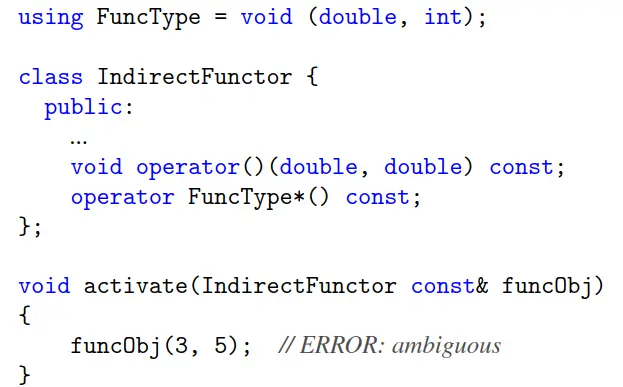 using FuncType = void (double, int);
class IndirectFunctor {
public:
...
void operator()(double, double) const;
operator FuncType*() const;
};
void activate(IndirectFunctor const& funcObj)
{
funcObj(3, 5); // ERROR: ambiguous
}